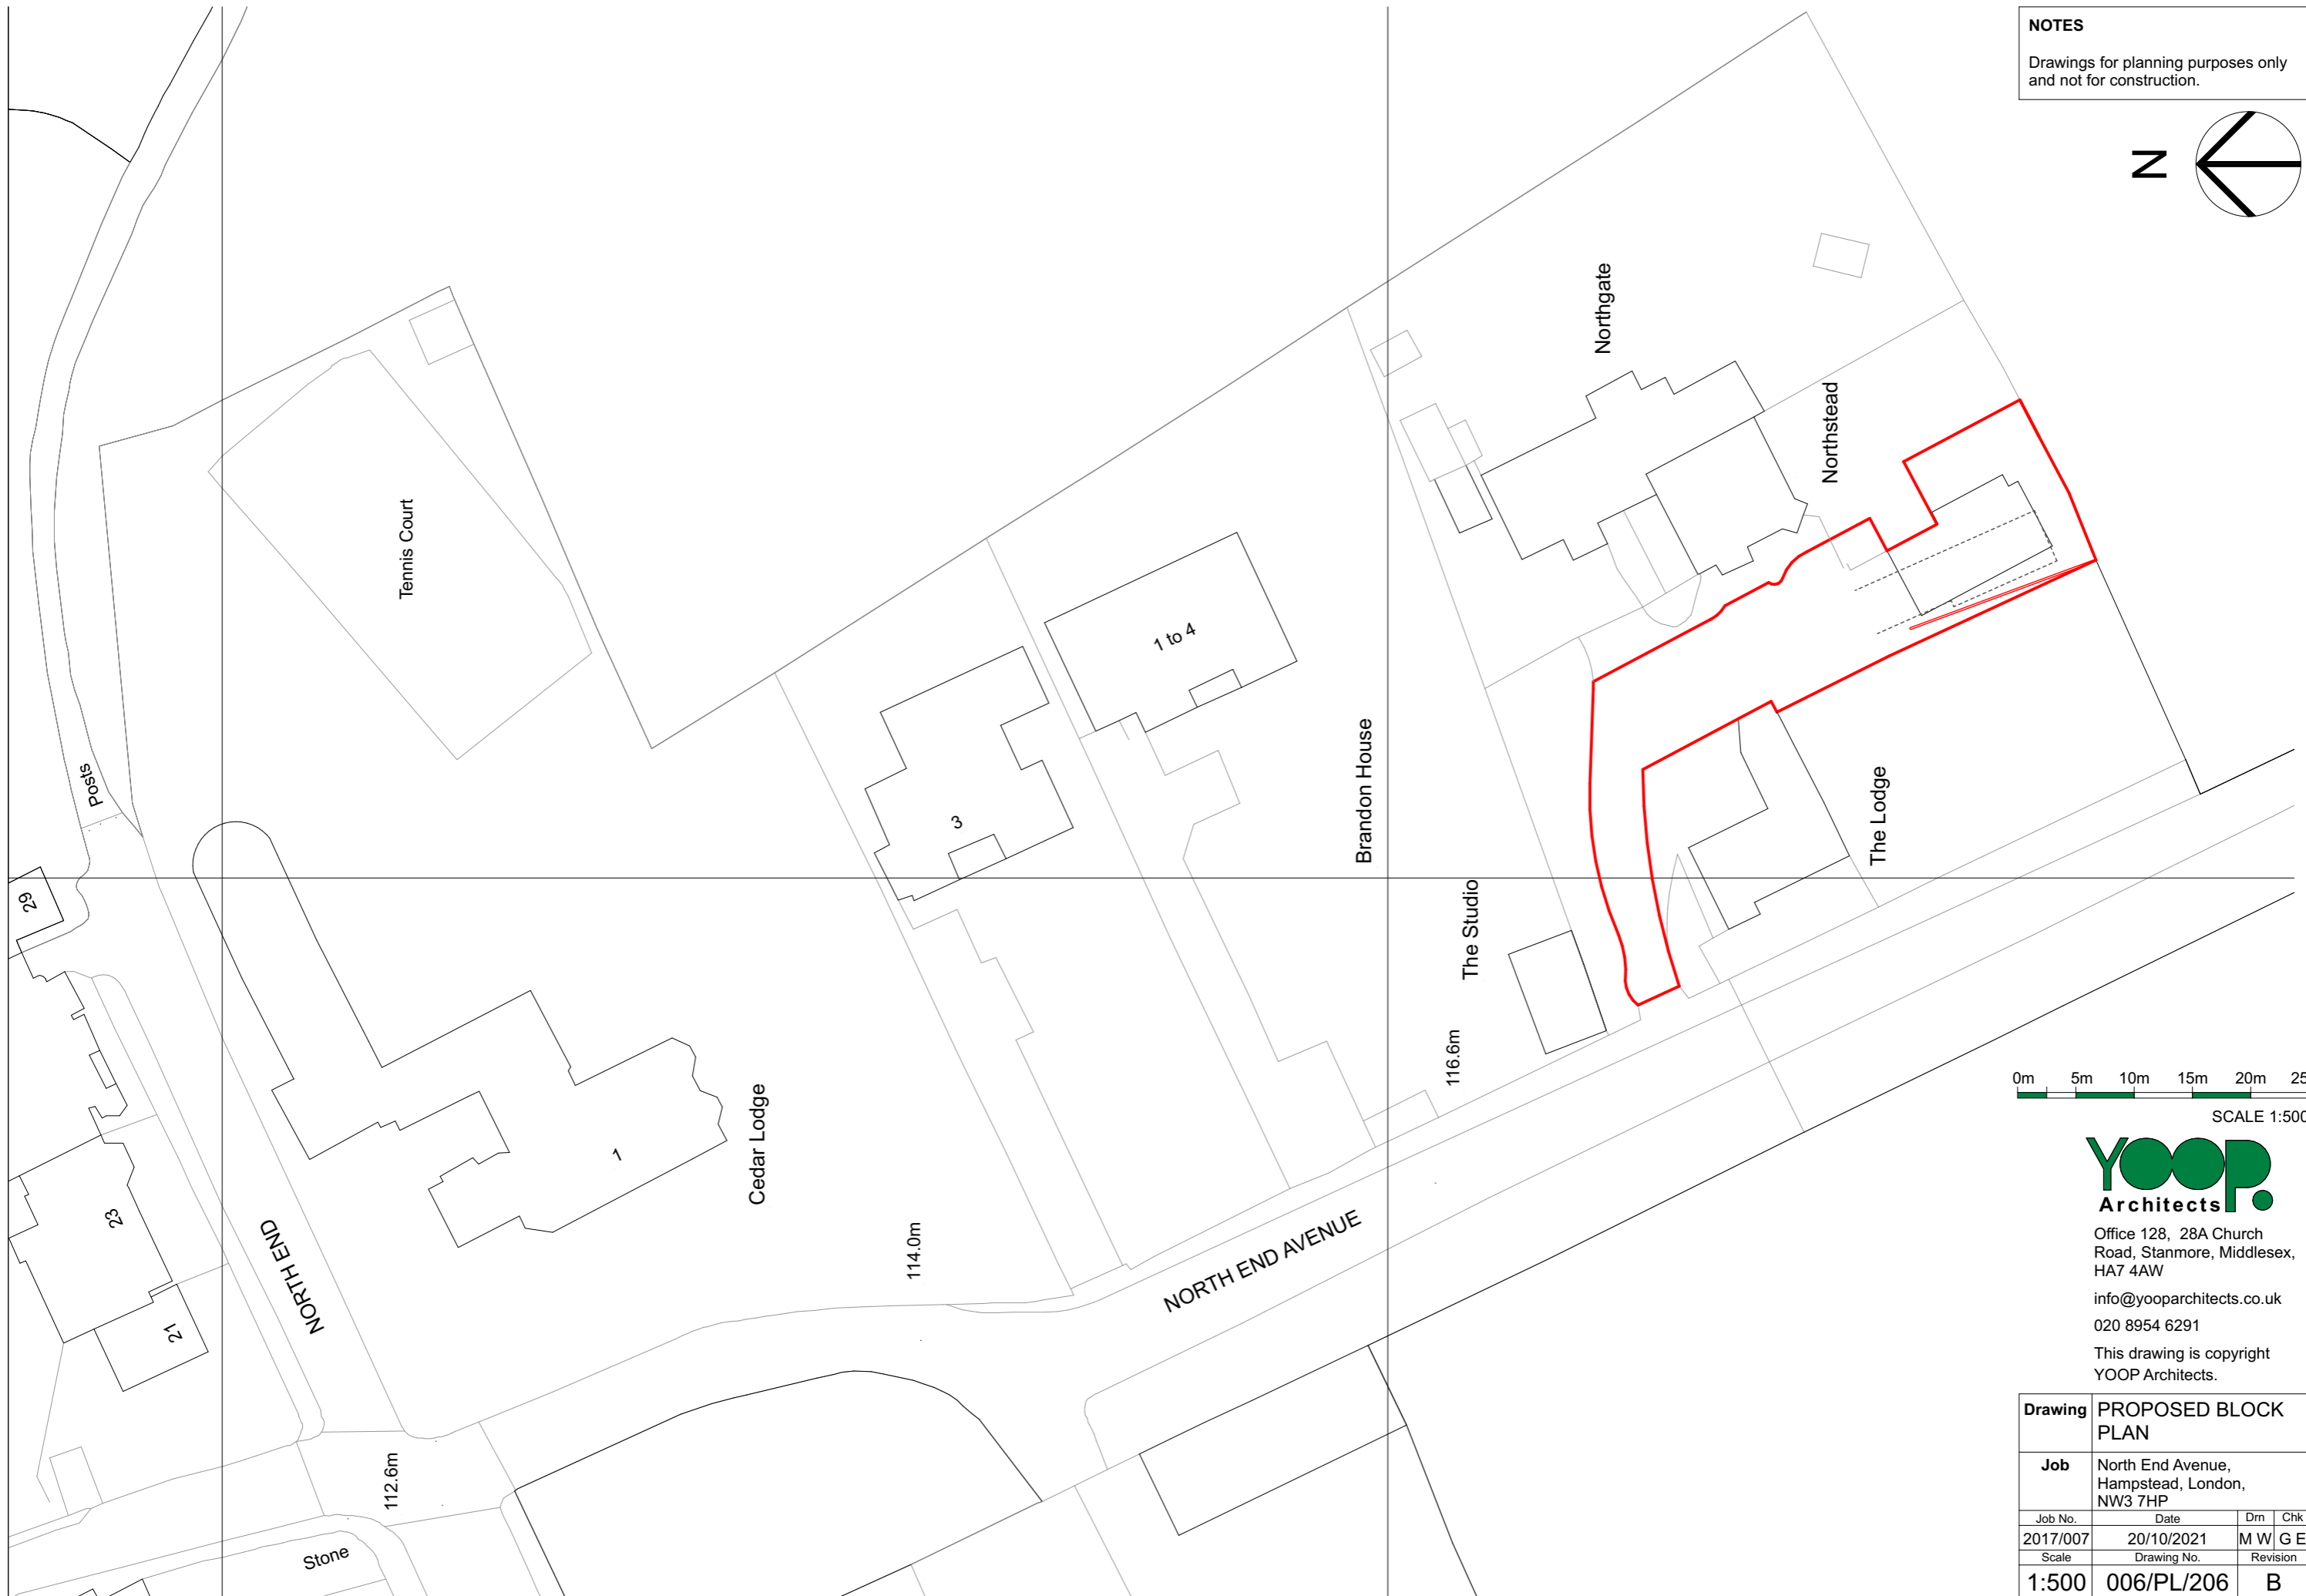 NOTES
Drawings for planning purposes only
and not for construction.
N
Northgate
Northstead
Tennis Court
1 to 4
Posts
3
Brandon House
The Lodge
29
The Studio
116.6m
Cedar Lodge
1
23
NORTH END
114.0m
NORTH END AVENUE
21
112.6m
Stone
0m 5m 10m 15m 20m 25
SCALE 1:500
YOOP.
Architects
Office 128, 28A Church
Road, Stanmore, Middlesex,
HA7 4AW
info@yooparchitects.co.uk
020 8954 6291
This drawing is copyright
YOOP Architects.
Drawing PROPOSED BLOCK
PLAN
Job North End Avenue,
Hampstead, London,
NW3 7HP
Job No. Date Drn Chk
2017/007 20/10/2021 M W G E
Scale Drawing No. Revision
1:500 006/PL/206 B